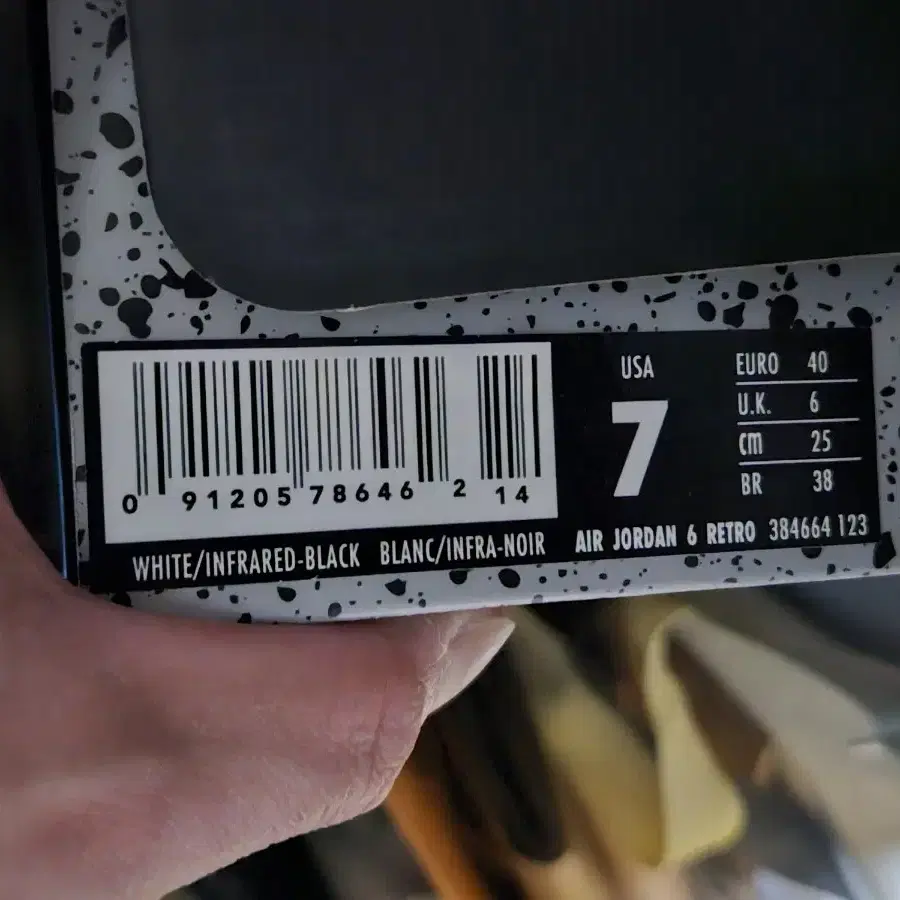 0 91205 78646 2 14
USA
7
EURO 40
U.K. 6
cm 25
BR 38
WHITE/INFRARED-BLACK BLANC/INFRA-NOIR
AIR JORDAN 6 RETRO 384664 123